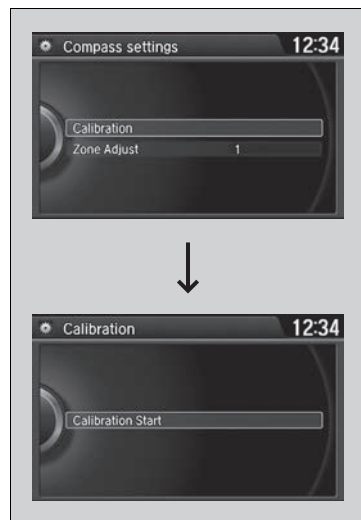 Compass settings 12:34
Calibration
Zone Adjust 1
Calibration 12:34
Calibration Start